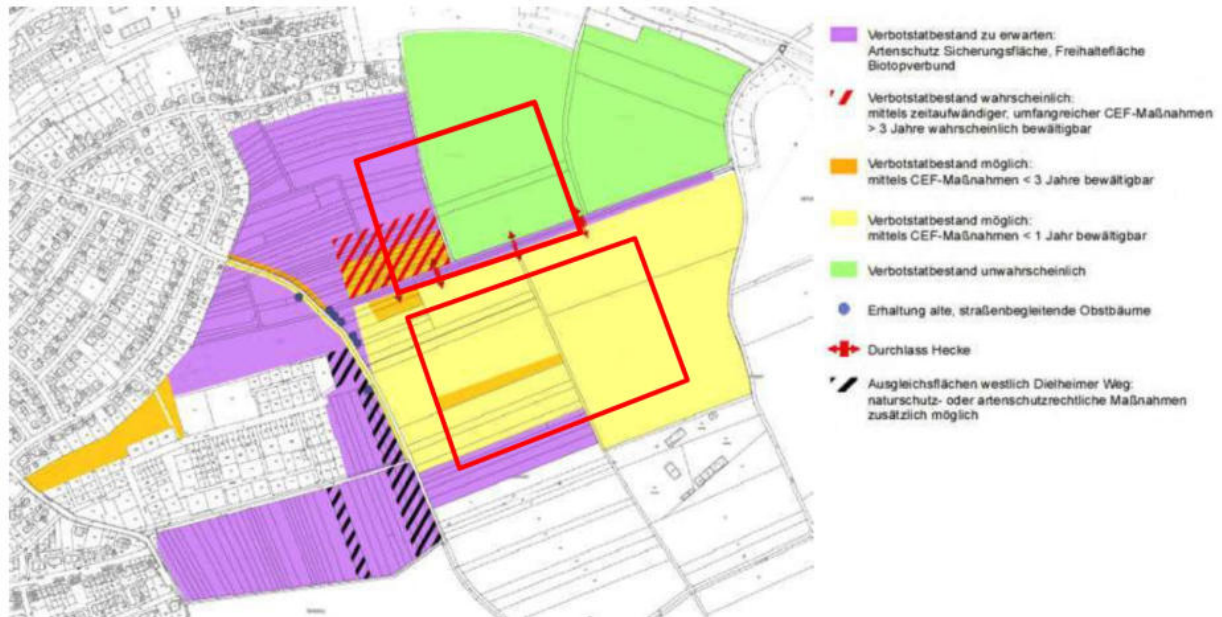 Verbotstatbestand zu erwarten:
Artenschutz Sicherungsfläche, Freihaltefläche
Biotopverbund
Verbotstatbestand wahrscheinlich:
mittels zeitaufwändiger, umfangreicher CEF-Maßnahmen
> 3 Jahre wahrscheinlich bewältigbar
Verbotstatbestand möglich:
mittels CEF-Maßnahmen < 3 Jahre bewältigbar
Verbotstatbestand möglich:
mittels CEF-Maßnahmen < 1 Jahr bewältigbar
Verbotstatbestand unwahrscheinlich
Erhaltung alte, straßenbegleitende Obstbäume
Durchlass Hecke
Ausgleichsflächen westlich Dielheimer Weg:
naturschutz- oder artenschutzrechtliche Maßnahmen
zusätzlich möglich